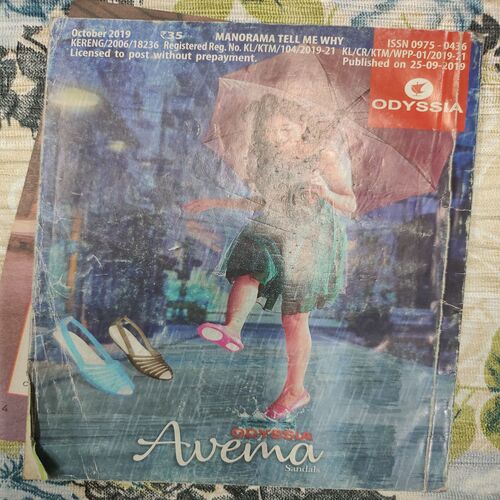 October 2019 ₹35 MANORAMA TELL ME WHY ISSN 0975 - 0436
KERENG/2006/18236 Registered Reg. No. KL/KTM/104/2019-21 KL/CR/KTM/WPP-01/2019-21
Licensed to post without prepayment. Published on 25-09-2019
ODYSSIA
ODYSSIA
Avema
Sandals